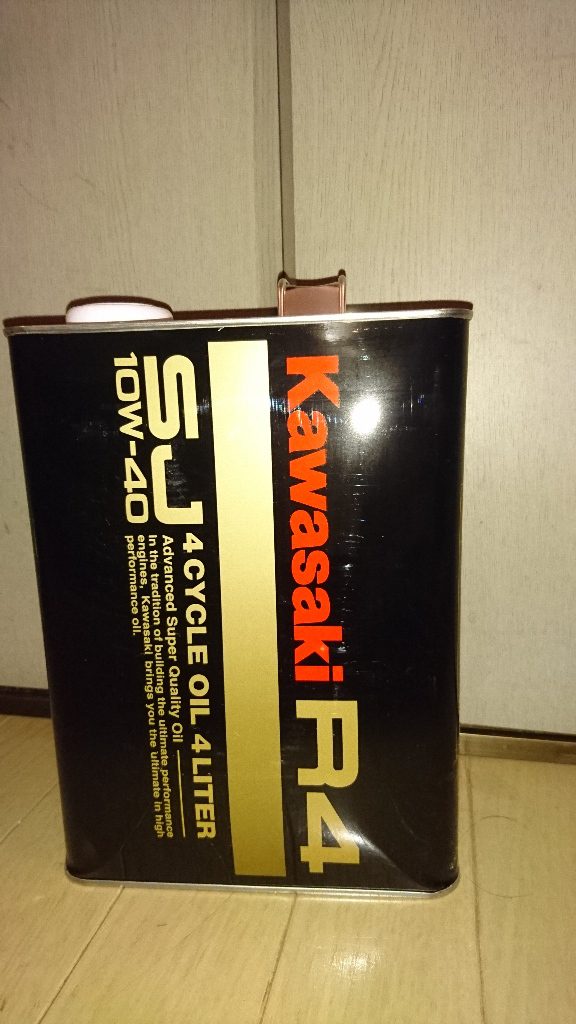 Kawasaki R4
4 CYCLE OIL 4 LITER
SJ
10W-40
Advanced Super Quality Oil
In the tradition of building the ultimate performance
engines, Kawasaki brings you the ultimate in high
performance oil.